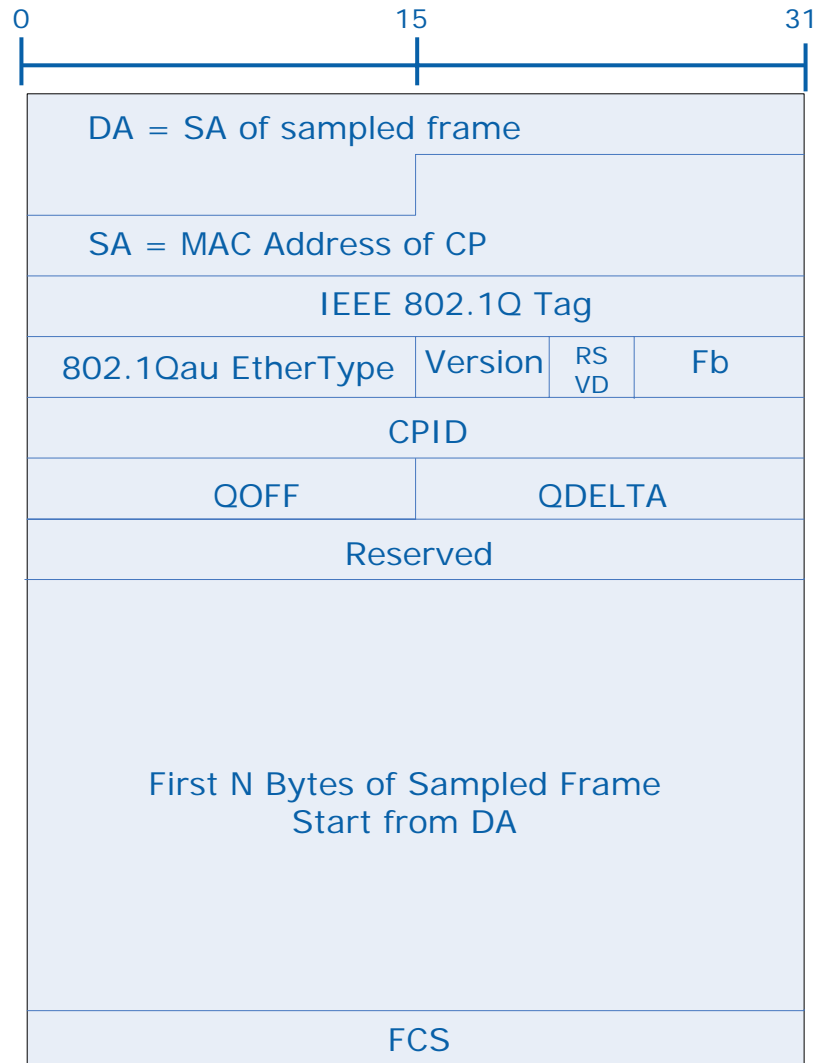 0 15 31
DA = SA of sampled frame
SA = MAC Address of CP
IEEE 802.1Q Tag
802.1Qau EtherType Version RS VD Fb
CPID
QOFF QDELTA
Reserved
First N Bytes of Sampled Frame
Start from DA
FCS